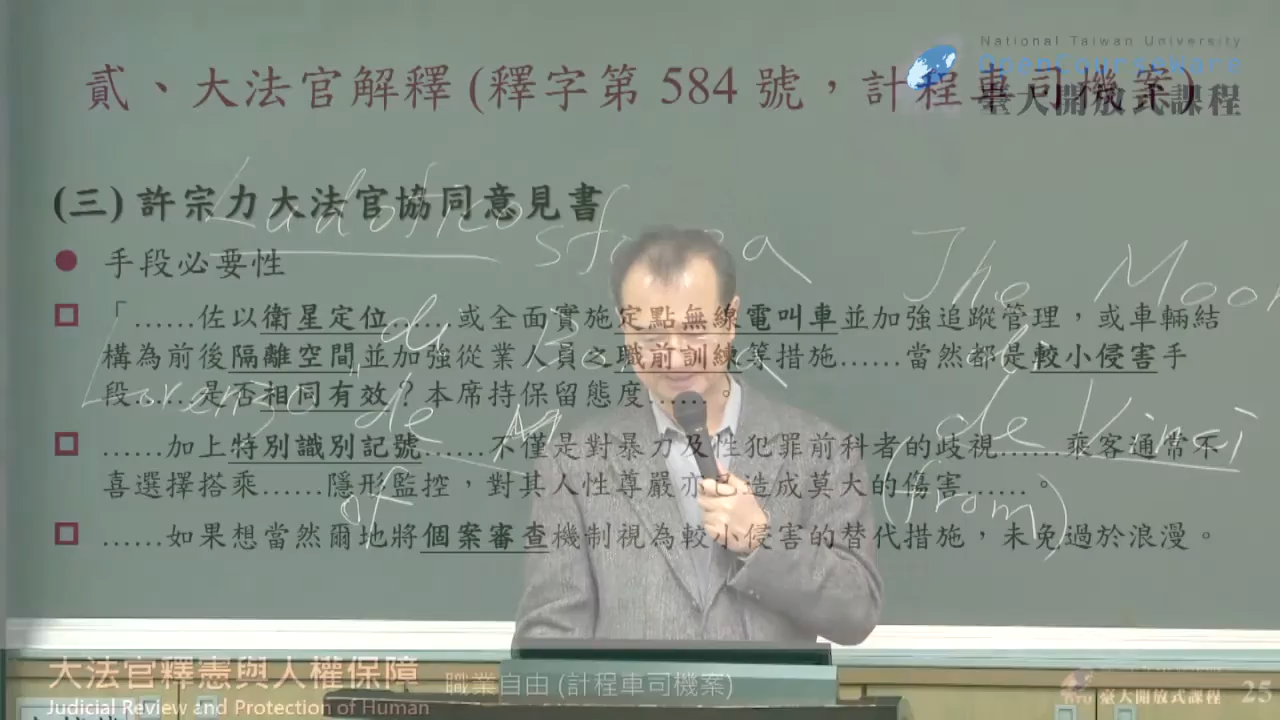 National Taiwan University
OpenCourseWare
臺大開放式課程
貳、大法官解釋 (釋字第 584 號，計程車司機案)
(三) 許宗力大法官協同意見書
手段必要性
「……佐以衛星定位……或全面實施定點無線電叫車並加強追蹤管理，或車輛結
構為前後隔離空間並加強從業人員之職前訓練等措施……當然都是較小侵害手
段……是否相同有效？本席持保留態度……。
……加上特別識別記號……不僅是對暴力及性犯罪前科者的歧視……乘客通常不
喜選擇搭乘……隱形監控，對其人性尊嚴亦已造成莫大的傷害……。
……如果想當然爾地將個案審查機制視為較小侵害的替代措施，未免過於浪漫。
Ludovico sforza
The Moor
du
Lorenzo de M
de Vinci
of
(from)
大法官釋憲與人權保障
Judicial Review and Protection of Human
職業自由 (計程車司機案)
臺大開放式課程
25